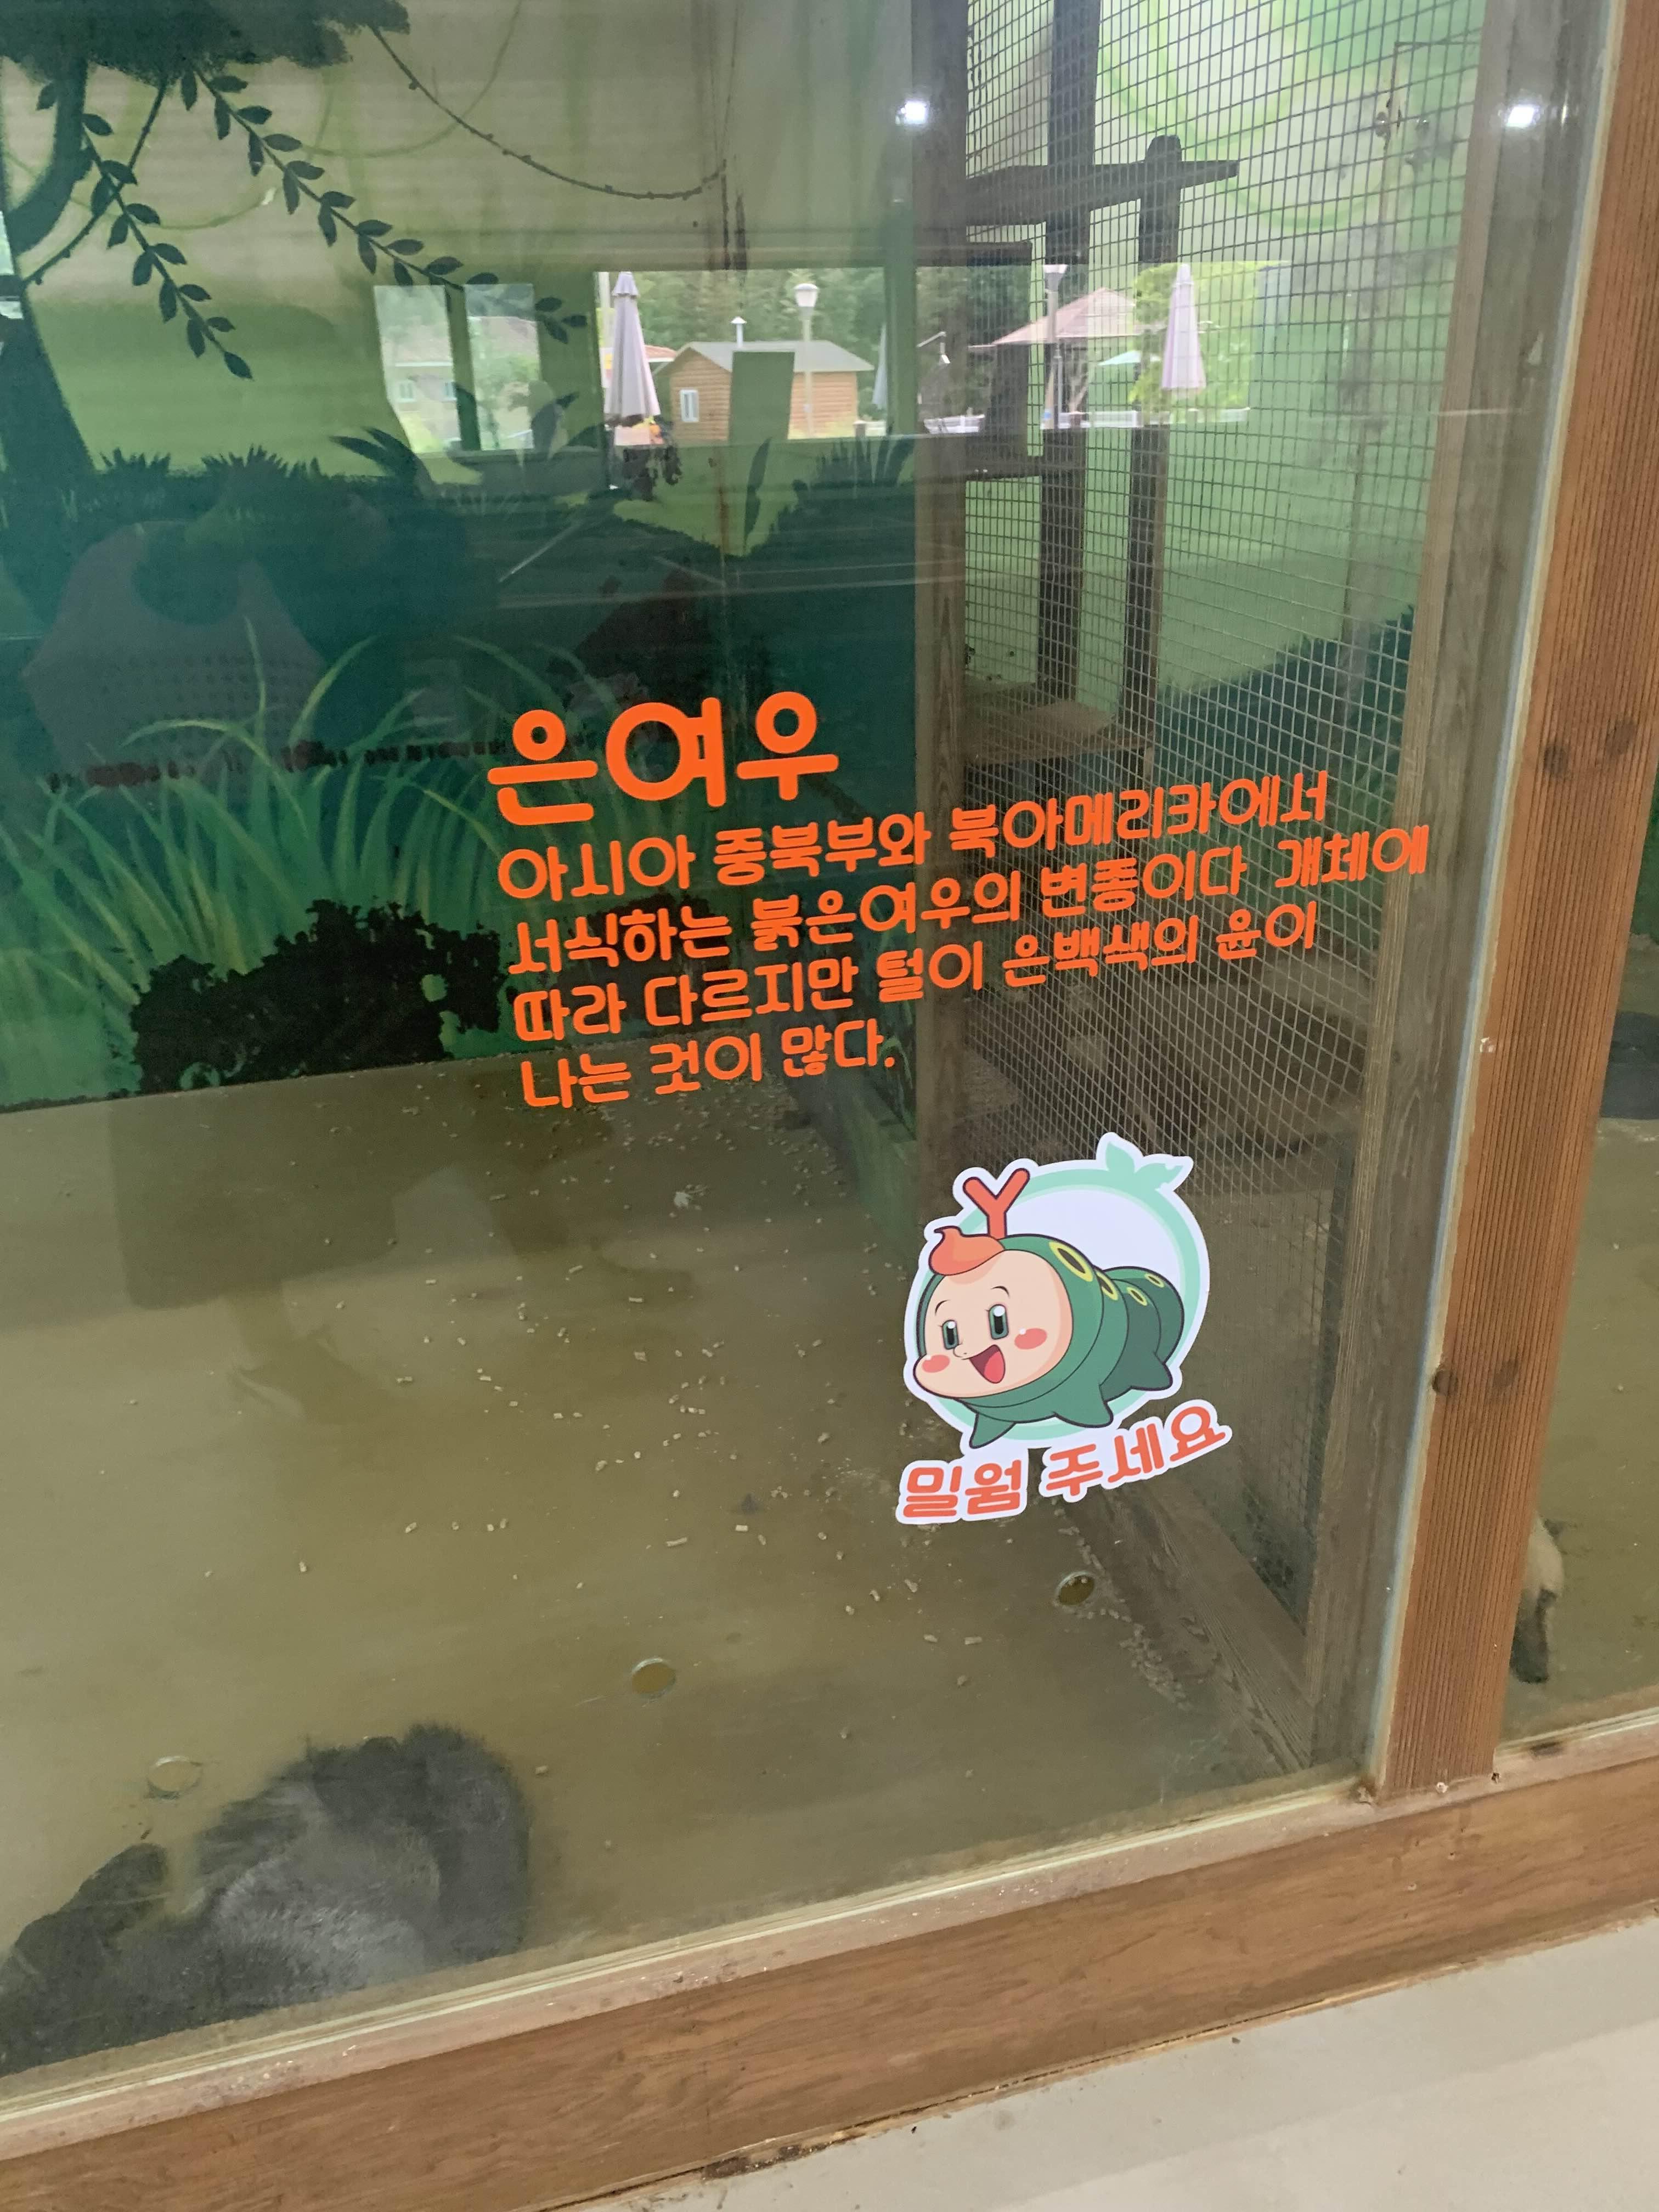 은여우
아시아 중북부와 북아메리카에서
서식하는 붉은여우의 변종이다 개체에
따라 다르지만 털이 은백색의 윤이
나는 것이 많다.
밀웜 주세요